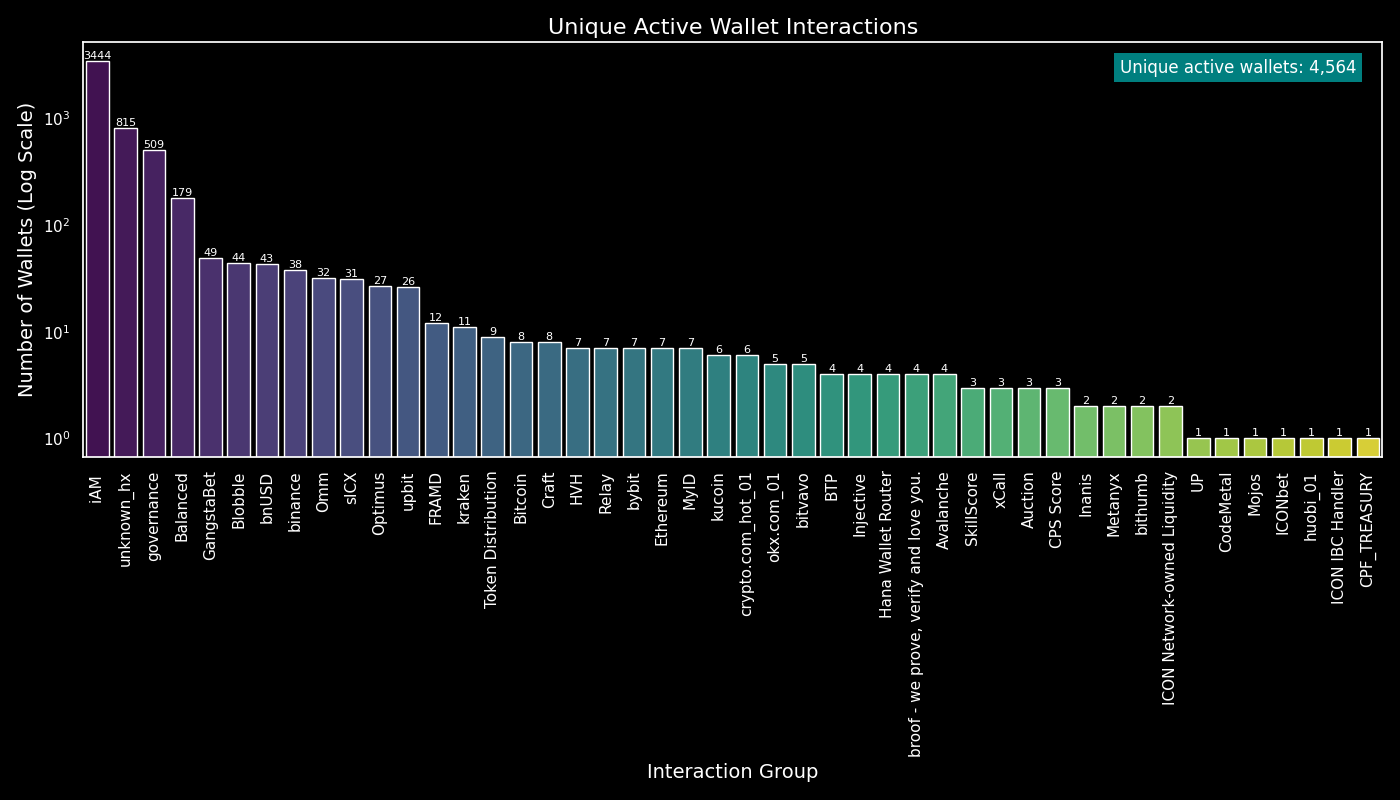 Unique Active Wallet Interactions
Unique active wallets: 4,564
Number of Wallets (Log Scale)
10³
10²
10¹
10⁰
3444
815
509
179
49
44
43
38
32
31
27
26
12
11
9
8
8
7
7
7
7
7
6
6
5
5
4
4
4
4
4
3
3
3
3
2
2
2
2
1
1
1
1
1
1
1
iAM
unknown_hx
governance
Balanced
GangstaBet
Blobble
bnUSD
binance
Omm
sICX
Optimus
upbit
FRAMD
kraken
Token Distribution
Bitcoin
Craft
HVH
Relay
bybit
Ethereum
MyID
kucoin
crypto.com_hot_01
okx.com_01
bitvavo
BTP
Injective
Hana Wallet Router
broof - we prove, verify and love you.
Avalanche
SkillScore
xCall
Auction
CPS Score
Inanis
Metanyx
bithumb
ICON Network-owned Liquidity
UP
CodeMetal
Mojos
ICONbet
huobi_01
ICON IBC Handler
CPF_TREASURY
Interaction Group